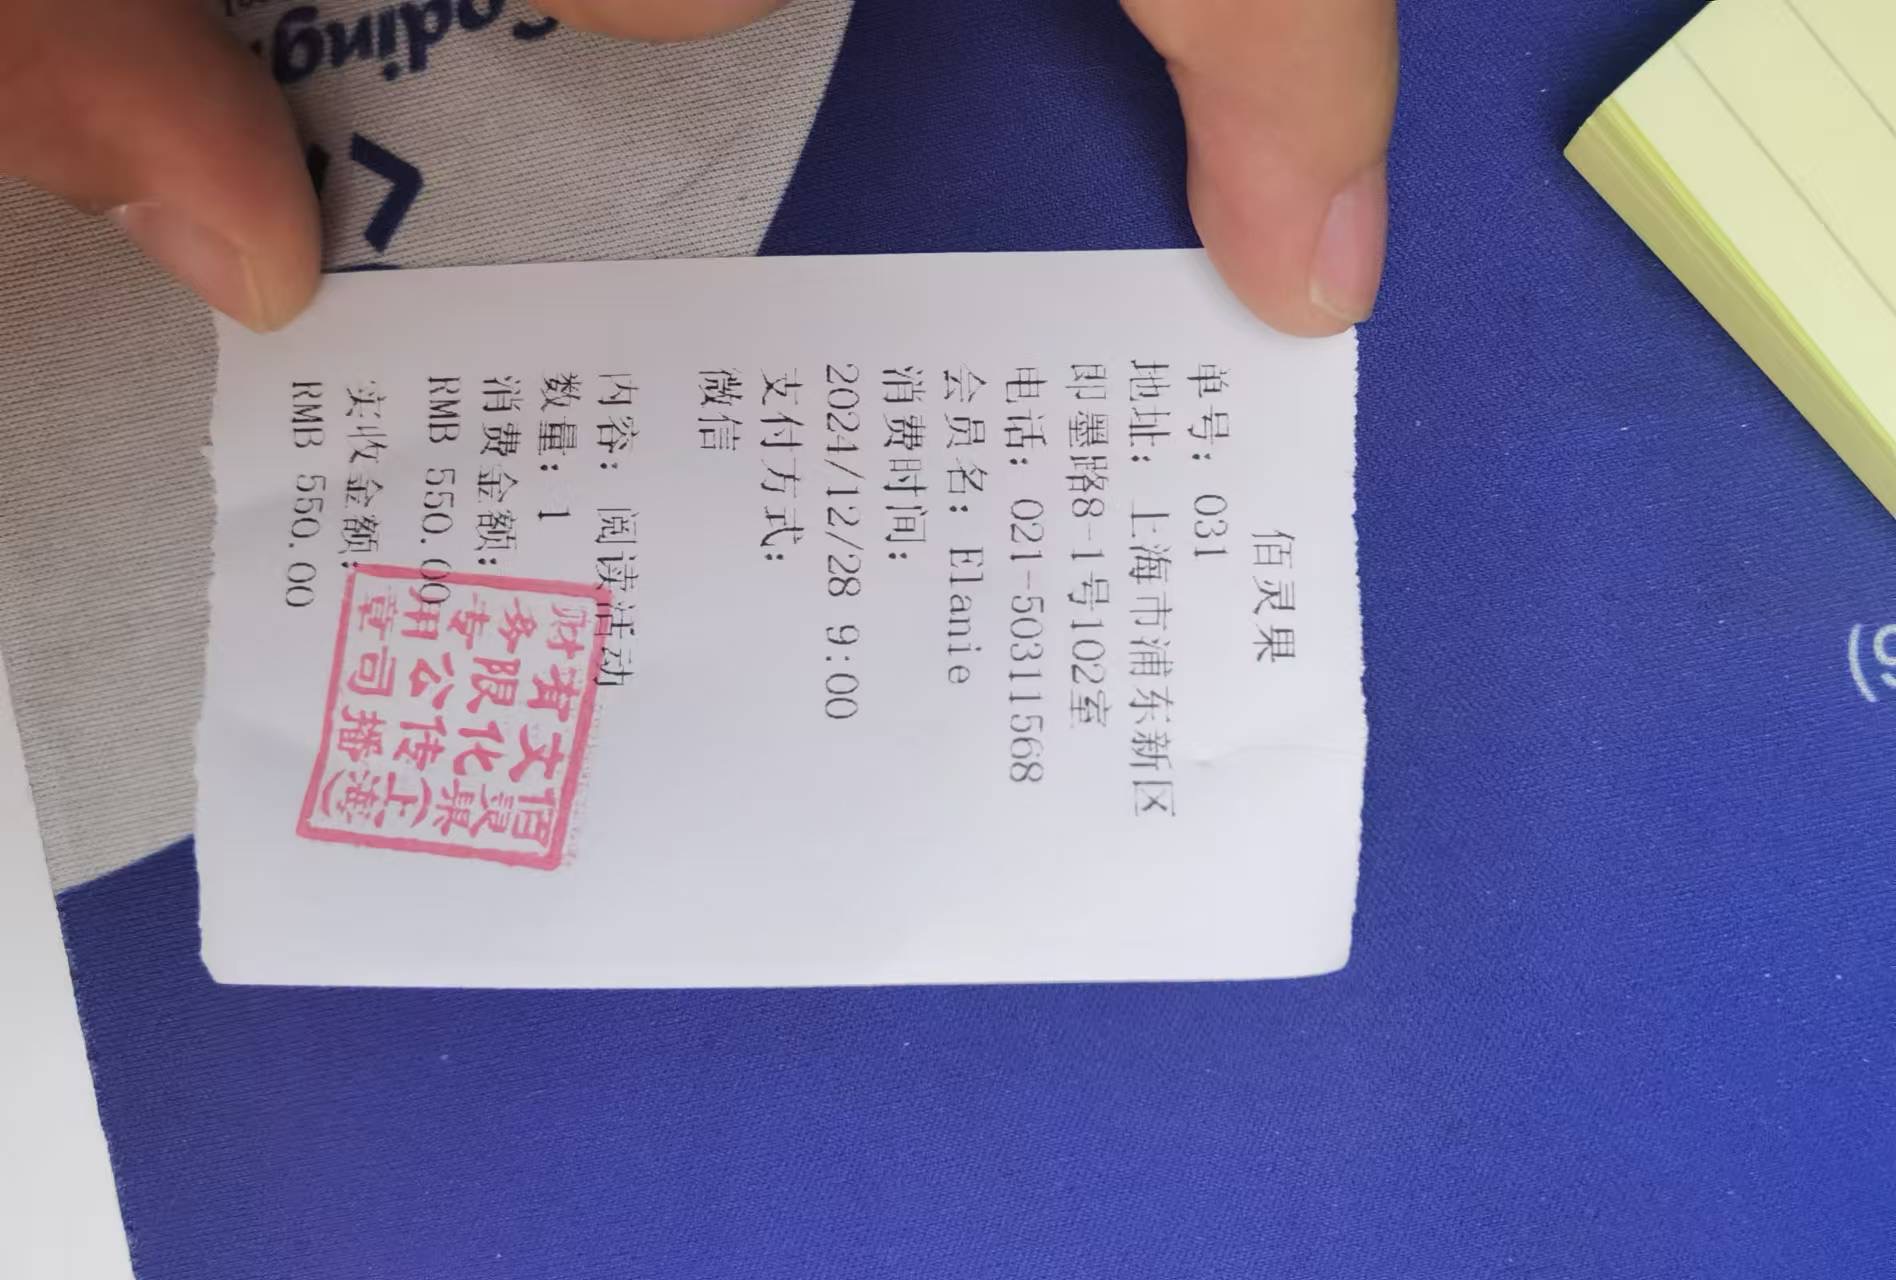 佰灵果
单号：031
地址：上海市浦东新区
即墨路8-1号102室
电话：021-50311568
会员名：Elanie
消费时间：
2024/12/28 9:00
支付方式：
微信
内容：阅读活动
数量：1
消费金额：
RMB 550.00
实收金额：
RMB 550.00
佰灵果(上海)
文化传播
有限公司
财务专用章
Coding